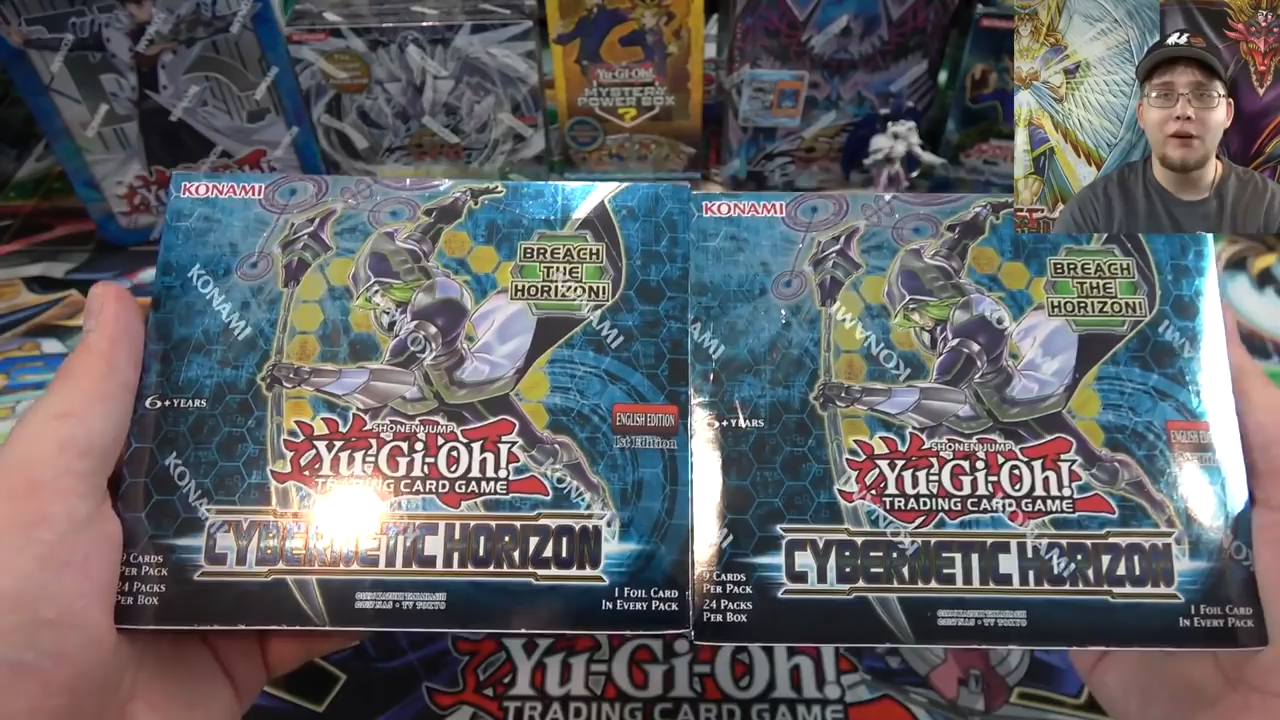 Yu-Gi-Oh!
MYSTERY
POWER BOX
?
KONAMI
BREACH
THE
HORIZON!
KONAMI
KONAMI
6+YEARS
ENGLISH EDITION
1st Edition
SHONEN JUMP
Yu-Gi-Oh!
TRADING CARD GAME
CYBERNETIC HORIZON
9 CARDS
PER PACK
24 PACKS
PER BOX
1 FOIL CARD
IN EVERY PACK
KONAMI
BREACH
THE
HORIZON!
KONAMI
+YEARS
SHONEN JUMP
Yu-Gi-Oh!
TRADING CARD GAME
CYBERNETIC HORIZON
9 CARDS
PER PACK
24 PACKS
PER BOX
1 FOIL CARD
IN EVERY PACK
Yu-Gi-Oh!
TRADING CARD GAME